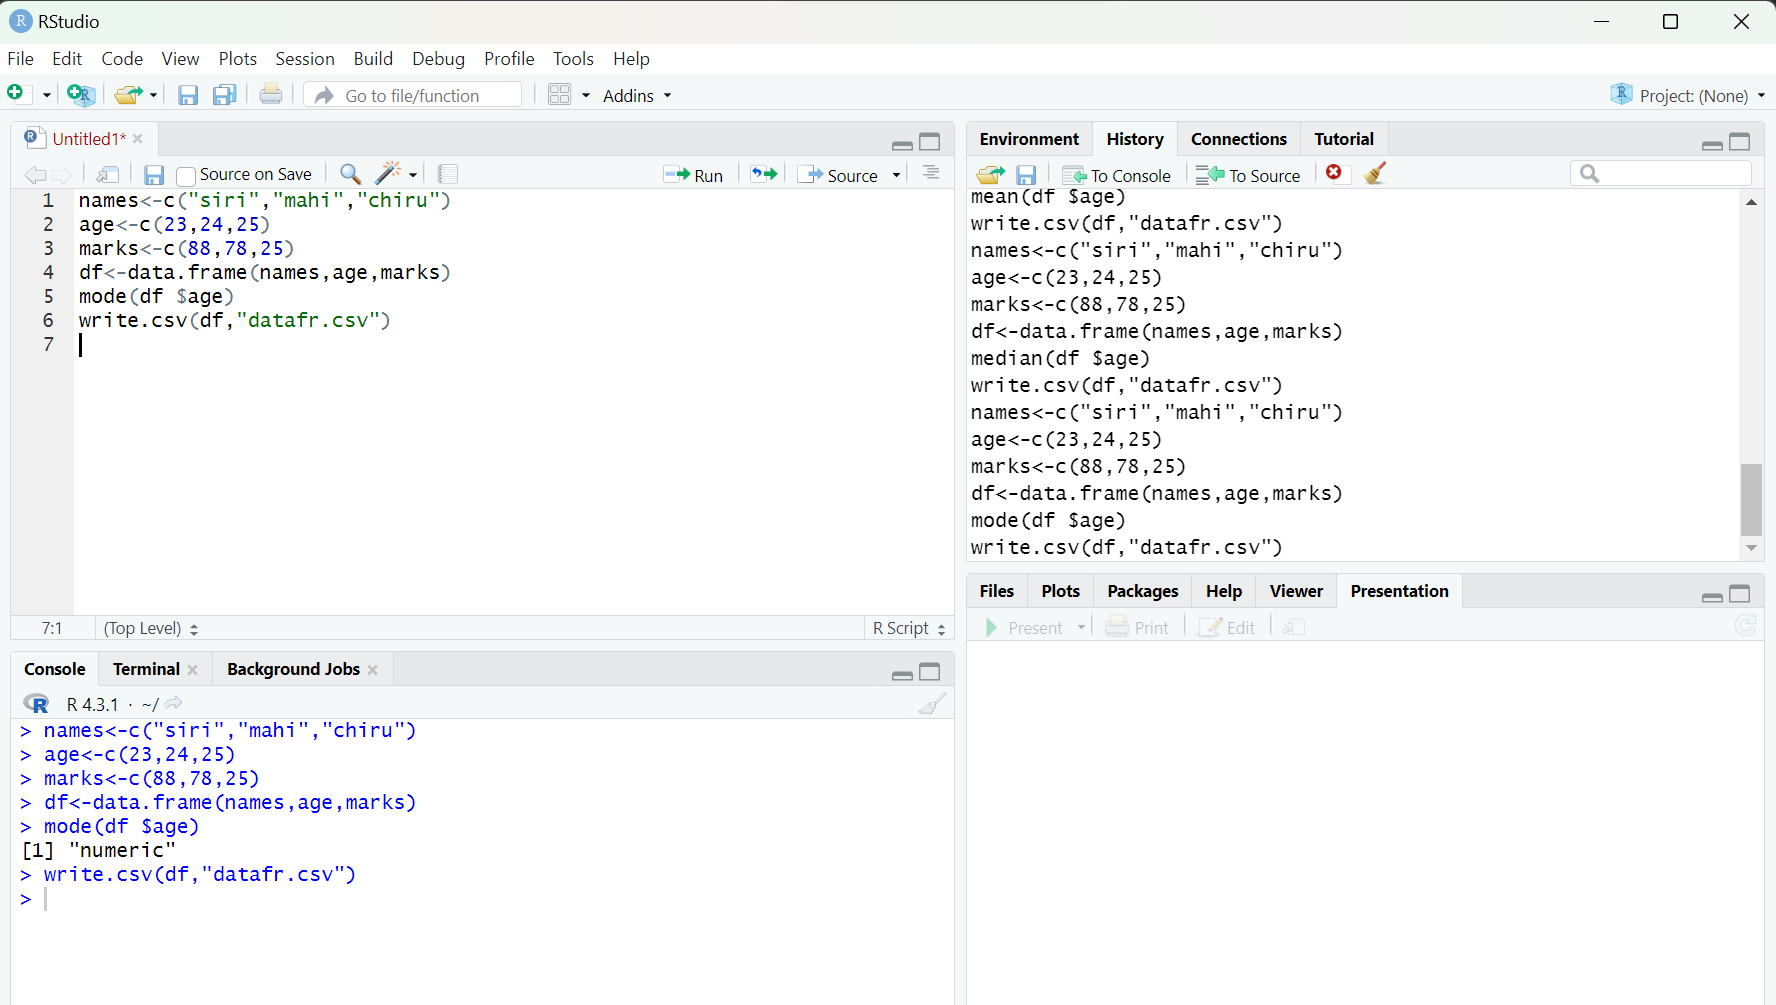 RStudio
File Edit Code View Plots Session Build Debug Profile Tools Help
Go to file/function Addins Project: (None)
Untitled1*
Source on Save Run Source
1 names<-c("siri","mahi","chiru")
2 age<-c(23,24,25)
3 marks<-c(88,78,25)
4 df<-data.frame(names,age,marks)
5 mode(df $age)
6 write.csv(df,"datafr.csv")
7
7:1 (Top Level) R Script
Console Terminal Background Jobs
R 4.3.1 · ~/
> names<-c("siri","mahi","chiru")
> age<-c(23,24,25)
> marks<-c(88,78,25)
> df<-data.frame(names,age,marks)
> mode(df $age)
[1] "numeric"
> write.csv(df,"datafr.csv")
>
Environment History Connections Tutorial
To Console To Source
mean(df $age)
write.csv(df,"datafr.csv")
names<-c("siri","mahi","chiru")
age<-c(23,24,25)
marks<-c(88,78,25)
df<-data.frame(names,age,marks)
median(df $age)
write.csv(df,"datafr.csv")
names<-c("siri","mahi","chiru")
age<-c(23,24,25)
marks<-c(88,78,25)
df<-data.frame(names,age,marks)
mode(df $age)
write.csv(df,"datafr.csv")
Files Plots Packages Help Viewer Presentation
Present Print Edit